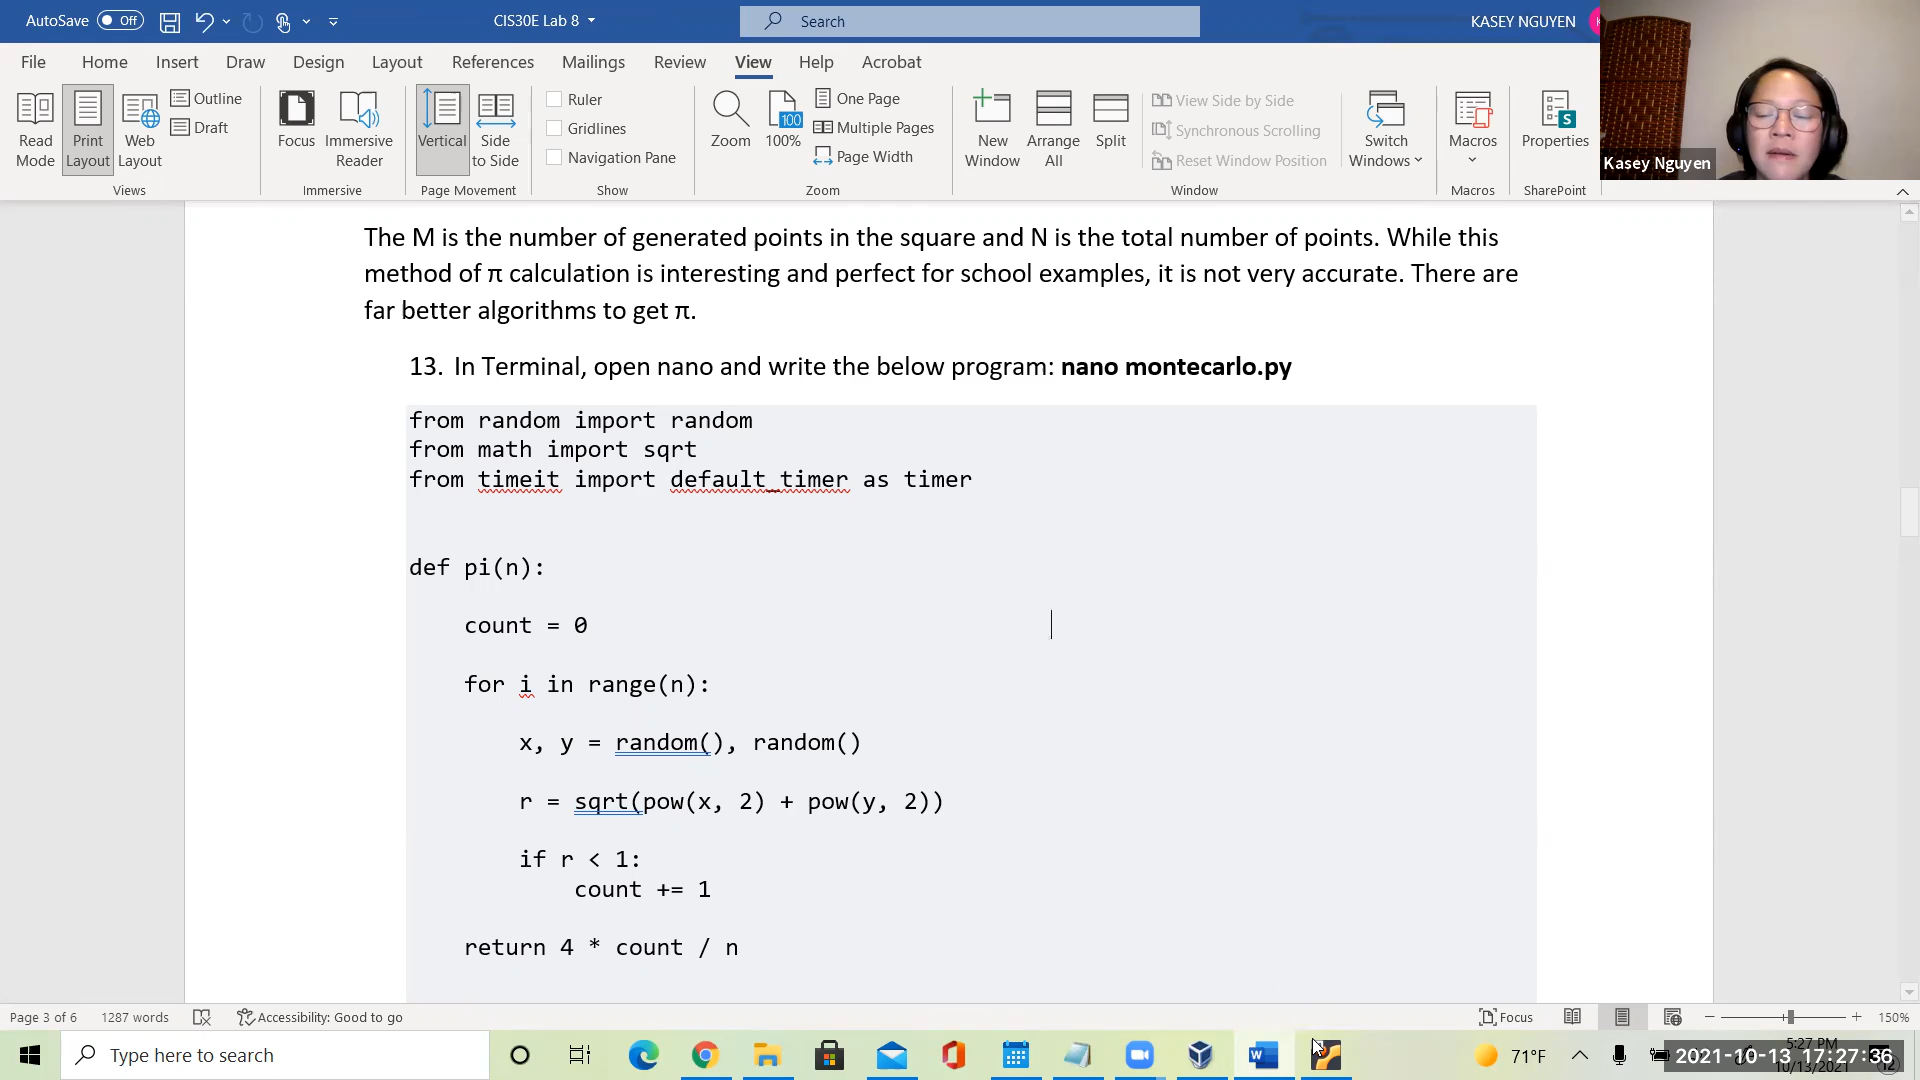 AutoSave Off
CIS30E Lab 8
Search
KASEY NGUYEN
File Home Insert Draw Design Layout References Mailings Review View Help Acrobat
Read Mode
Print Layout
Web Layout
Outline
Draft
Views
Focus
Immersive Reader
Immersive
Vertical
Side to Side
Page Movement
Ruler
Gridlines
Navigation Pane
Show
Zoom
100
100%
One Page
Multiple Pages
Page Width
Zoom
New Window
Arrange All
Split
View Side by Side
Synchronous Scrolling
Reset Window Position
Switch Windows
Window
Macros
Macros
Properties
SharePoint
Kasey Nguyen
The M is the number of generated points in the square and N is the total number of points. While this
method of π calculation is interesting and perfect for school examples, it is not very accurate. There are
far better algorithms to get π.
13. In Terminal, open nano and write the below program: nano montecarlo.py
from random import random
from math import sqrt
from timeit import default_timer as timer
def pi(n):
count = 0
for i in range(n):
x, y = random(), random()
r = sqrt(pow(x, 2) + pow(y, 2))
if r < 1:
count += 1
return 4 * count / n
Page 3 of 6
1287 words
Accessibility: Good to go
Focus
150%
Type here to search
71°F
5:27 PM
2021-10-13 17:27:36